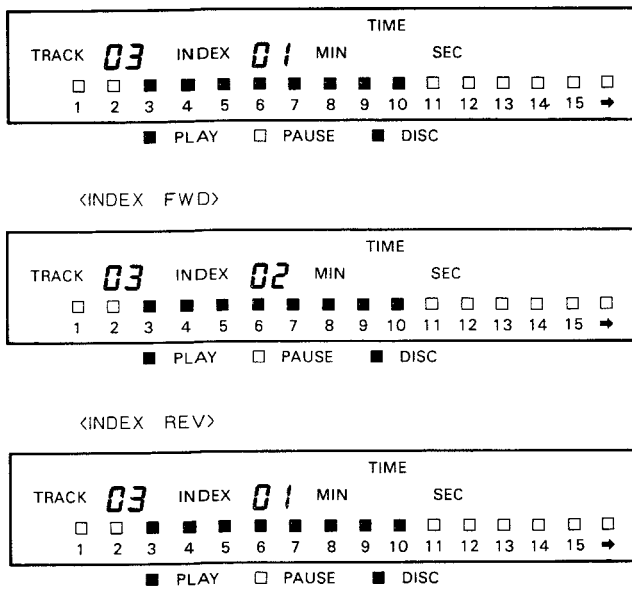 TIME
TRACK 03 INDEX 01 MIN SEC
1 2 3 4 5 6 7 8 9 10 11 12 13 14 15 ➡
■ PLAY □ PAUSE ■ DISC
<INDEX FWD>
TIME
TRACK 03 INDEX 02 MIN SEC
1 2 3 4 5 6 7 8 9 10 11 12 13 14 15 ➡
■ PLAY □ PAUSE ■ DISC
<INDEX REV>
TIME
TRACK 03 INDEX 01 MIN SEC
1 2 3 4 5 6 7 8 9 10 11 12 13 14 15 ➡
■ PLAY □ PAUSE ■ DISC